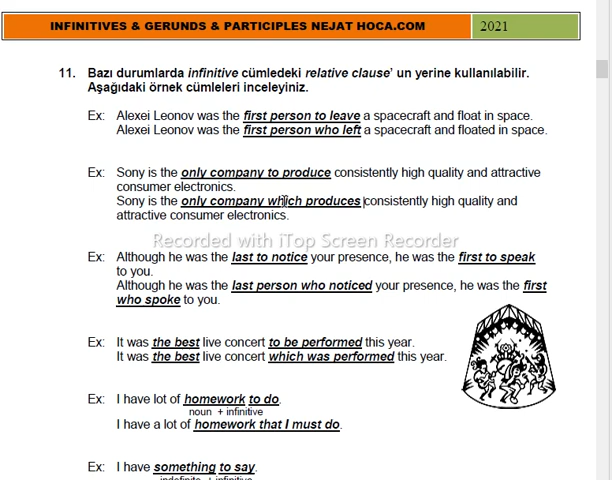 INFINITIVES & GERUNDS & PARTICIPLES NEJAT HOCA.COM 2021
11. Bazı durumlarda infinitive cümledeki relative clause’ un yerine kullanılabilir.
Aşağıdaki örnek cümleleri inceleyiniz.
Ex: Alexei Leonov was the first person to leave a spacecraft and float in space.
Alexei Leonov was the first person who left a spacecraft and floated in space.
Ex: Sony is the only company to produce consistently high quality and attractive
consumer electronics.
Sony is the only company which produces consistently high quality and
attractive consumer electronics.
Recorded with iTop Screen Recorder
Ex: Although he was the last to notice your presence, he was the first to speak
to you.
Although he was the last person who noticed your presence, he was the first
who spoke to you.
Ex: It was the best live concert to be performed this year.
It was the best live concert which was performed this year.
Ex: I have lot of homework to do.
noun + infinitive
I have a lot of homework that I must do.
Ex: I have something to say.
indefinite + infinitive